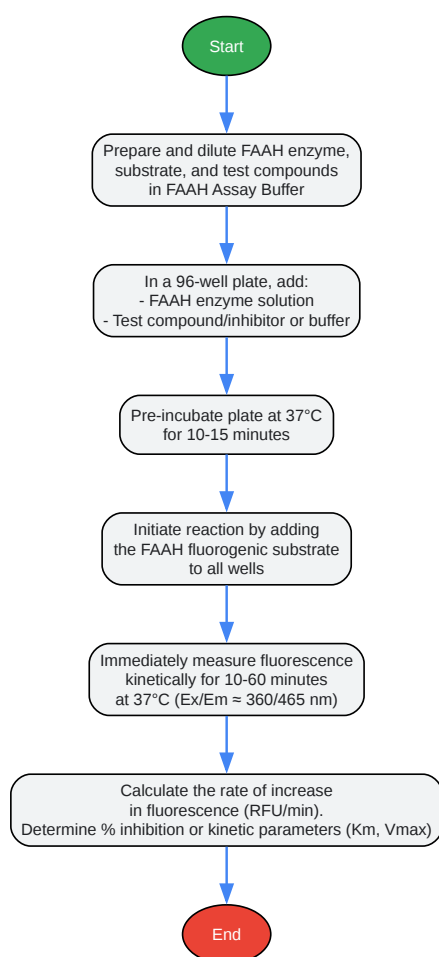 Start
Prepare and dilute FAAH enzyme,
substrate, and test compounds
in FAAH Assay Buffer
In a 96-well plate, add:
- FAAH enzyme solution
- Test compound/inhibitor or buffer
Pre-incubate plate at 37°C
for 10-15 minutes
Initiate reaction by adding
the FAAH fluorogenic substrate
to all wells
Immediately measure fluorescence
kinetically for 10-60 minutes
at 37°C (Ex/Em ≈ 360/465 nm)
Calculate the rate of increase
in fluorescence (RFU/min).
Determine % inhibition or kinetic parameters (Km, Vmax)
End